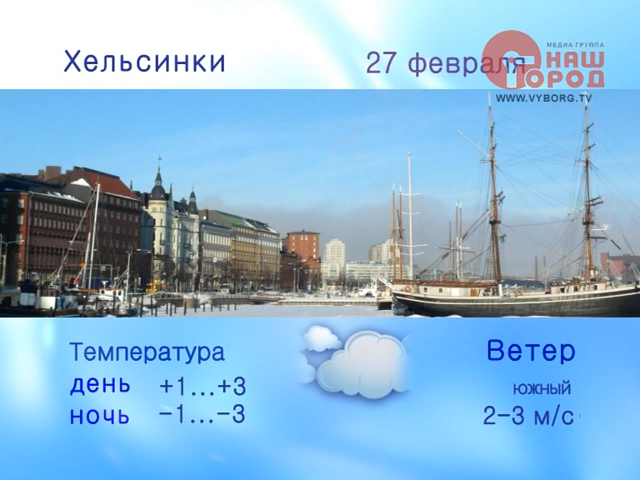 Хельсинки
27 февраля
МЕДИА ГРУППА
НАШ
ГОРОД
WWW.VYBORG.TV
Температура
день +1...+3
ночь -1...-3
Ветер
южный
2-3 м/с